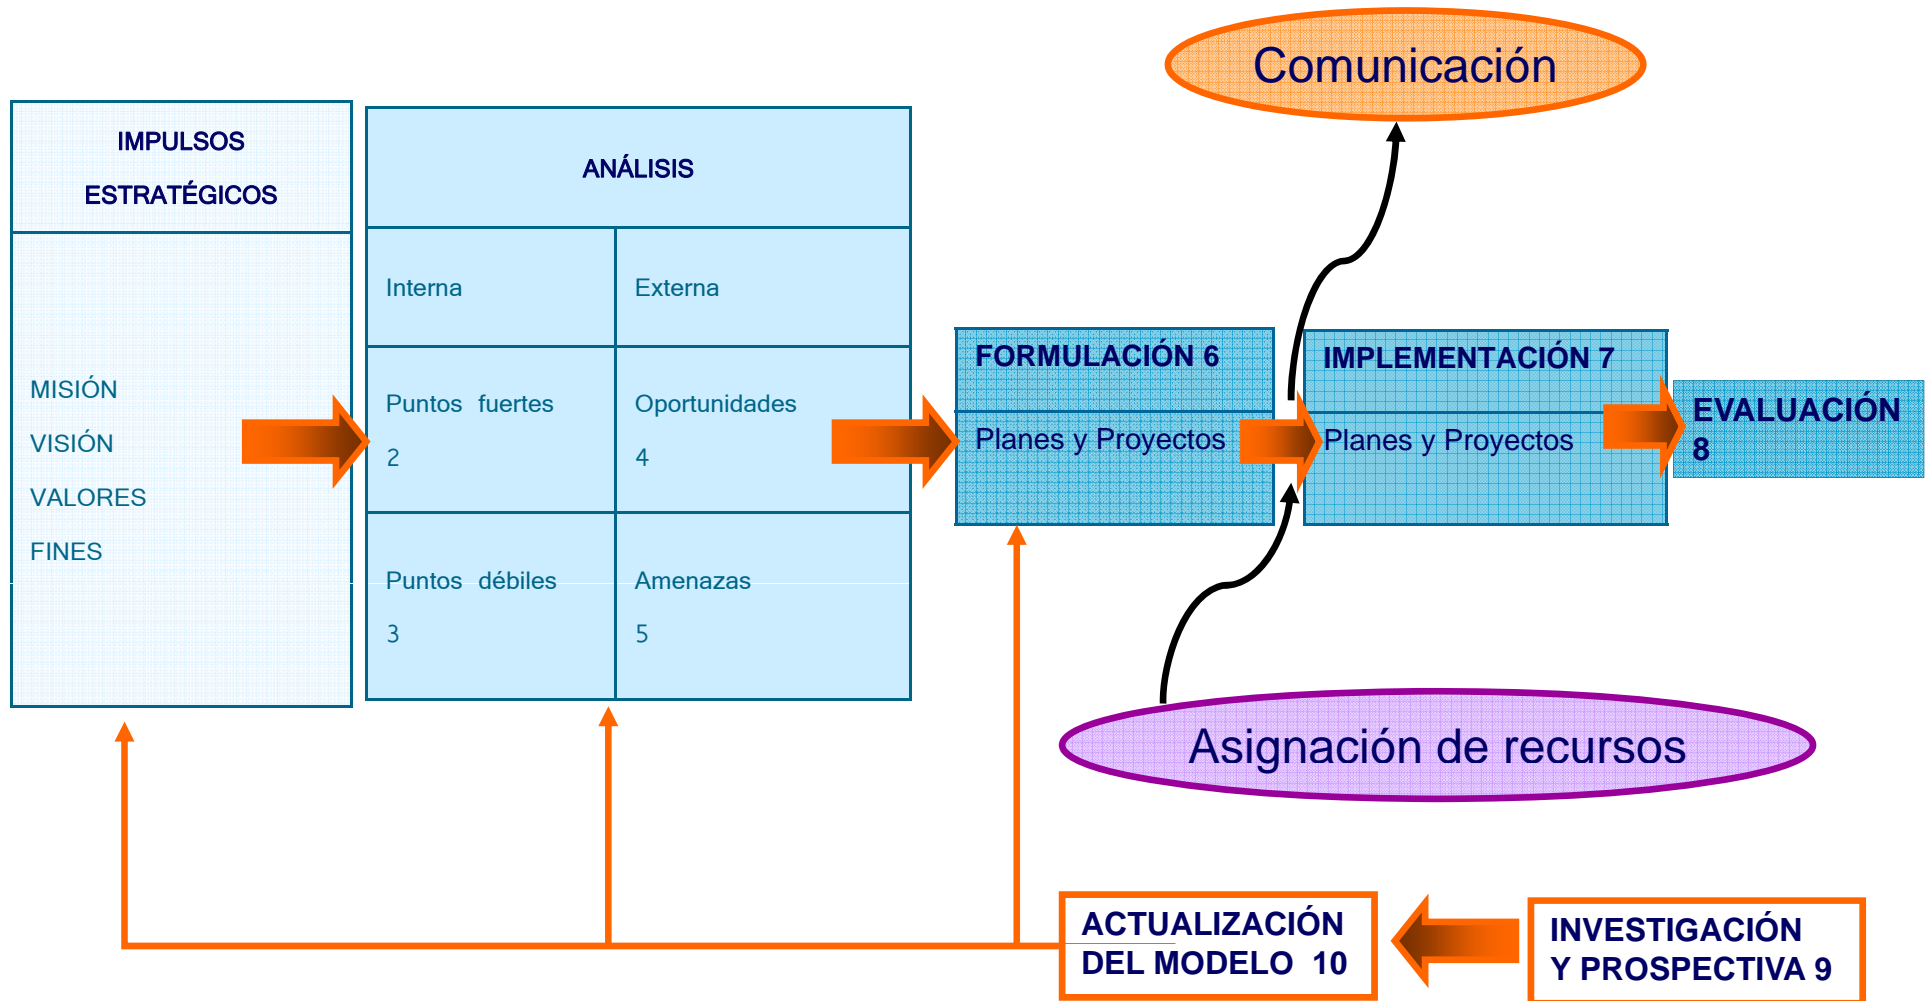 Comunicación
IMPULSOS
ESTRATÉGICOS
MISIÓN
VISIÓN
VALORES
FINES
ANÁLISIS
Interna
Externa
Puntos fuertes
2
Oportunidades
4
Puntos débiles
3
Amenazas
5
FORMULACIÓN 6
Planes y Proyectos
IMPLEMENTACIÓN 7
Planes y Proyectos
EVALUACIÓN
8
Asignación de recursos
ACTUALIZACIÓN
DEL MODELO 10
INVESTIGACIÓN
Y PROSPECTIVA 9